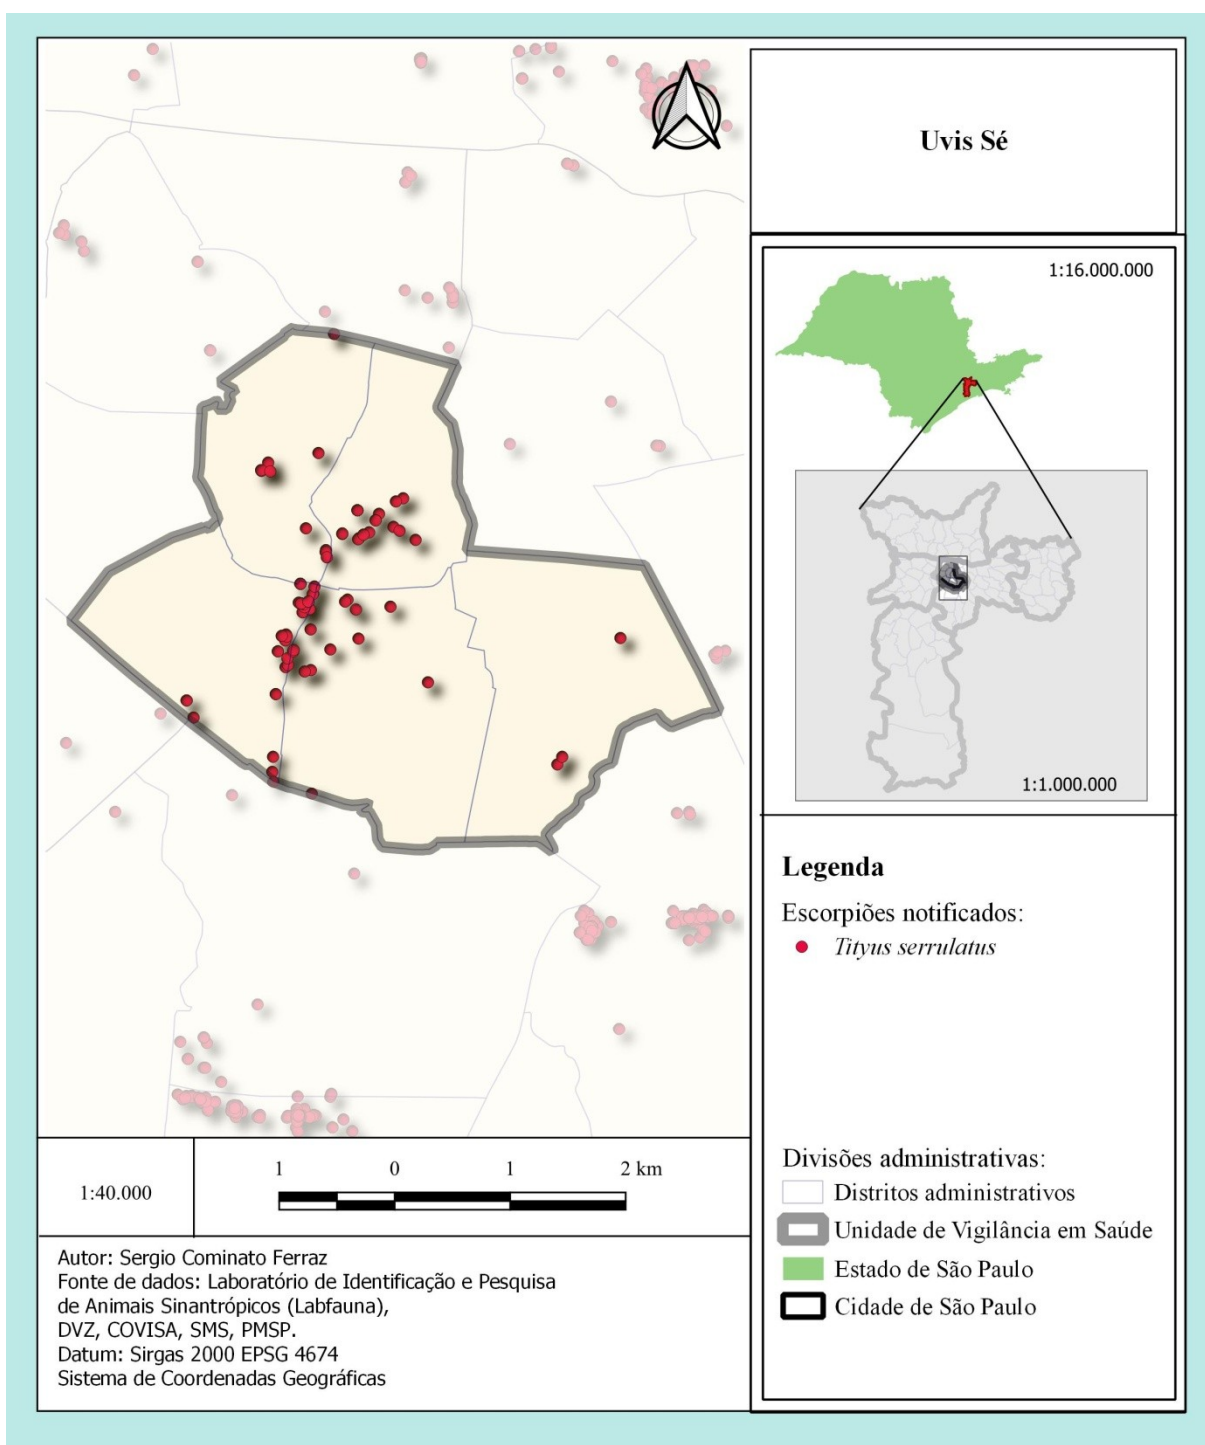 Uvis Sé
1:16.000.000
1:1.000.000
Legenda
Escorpiões notificados:
Tityus serrulatus
Divisões administrativas:
Distritos administrativos
Unidade de Vigilância em Saúde
Estado de São Paulo
Cidade de São Paulo
1:40.000
1 0 1 2 km
Autor: Sergio Cominato Ferraz
Fonte de dados: Laboratório de Identificação e Pesquisa
de Animais Sinantrópicos (Labfauna),
DVZ, COVISA, SMS, PMSP.
Datum: Sirgas 2000 EPSG 4674
Sistema de Coordenadas Geográficas